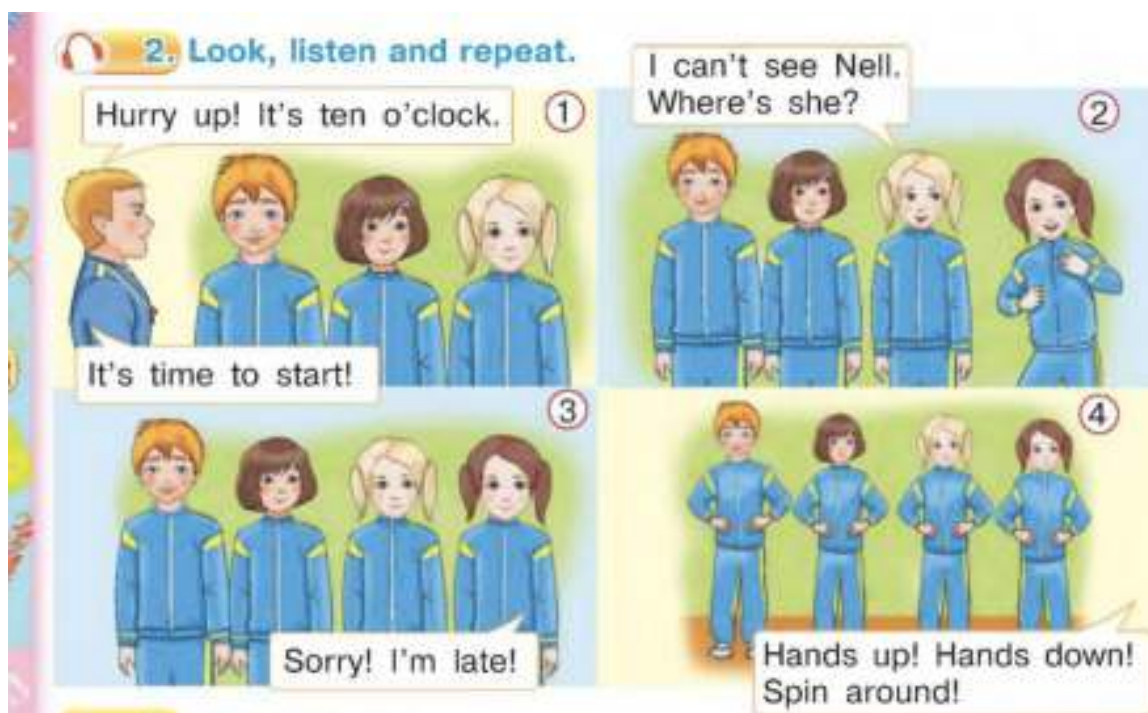 2. Look, listen and repeat.
Hurry up! It's ten o'clock.
1
It's time to start!
I can't see Nell.
Where's she?
2
3
Sorry! I'm late!
4
Hands up! Hands down!
Spin around!